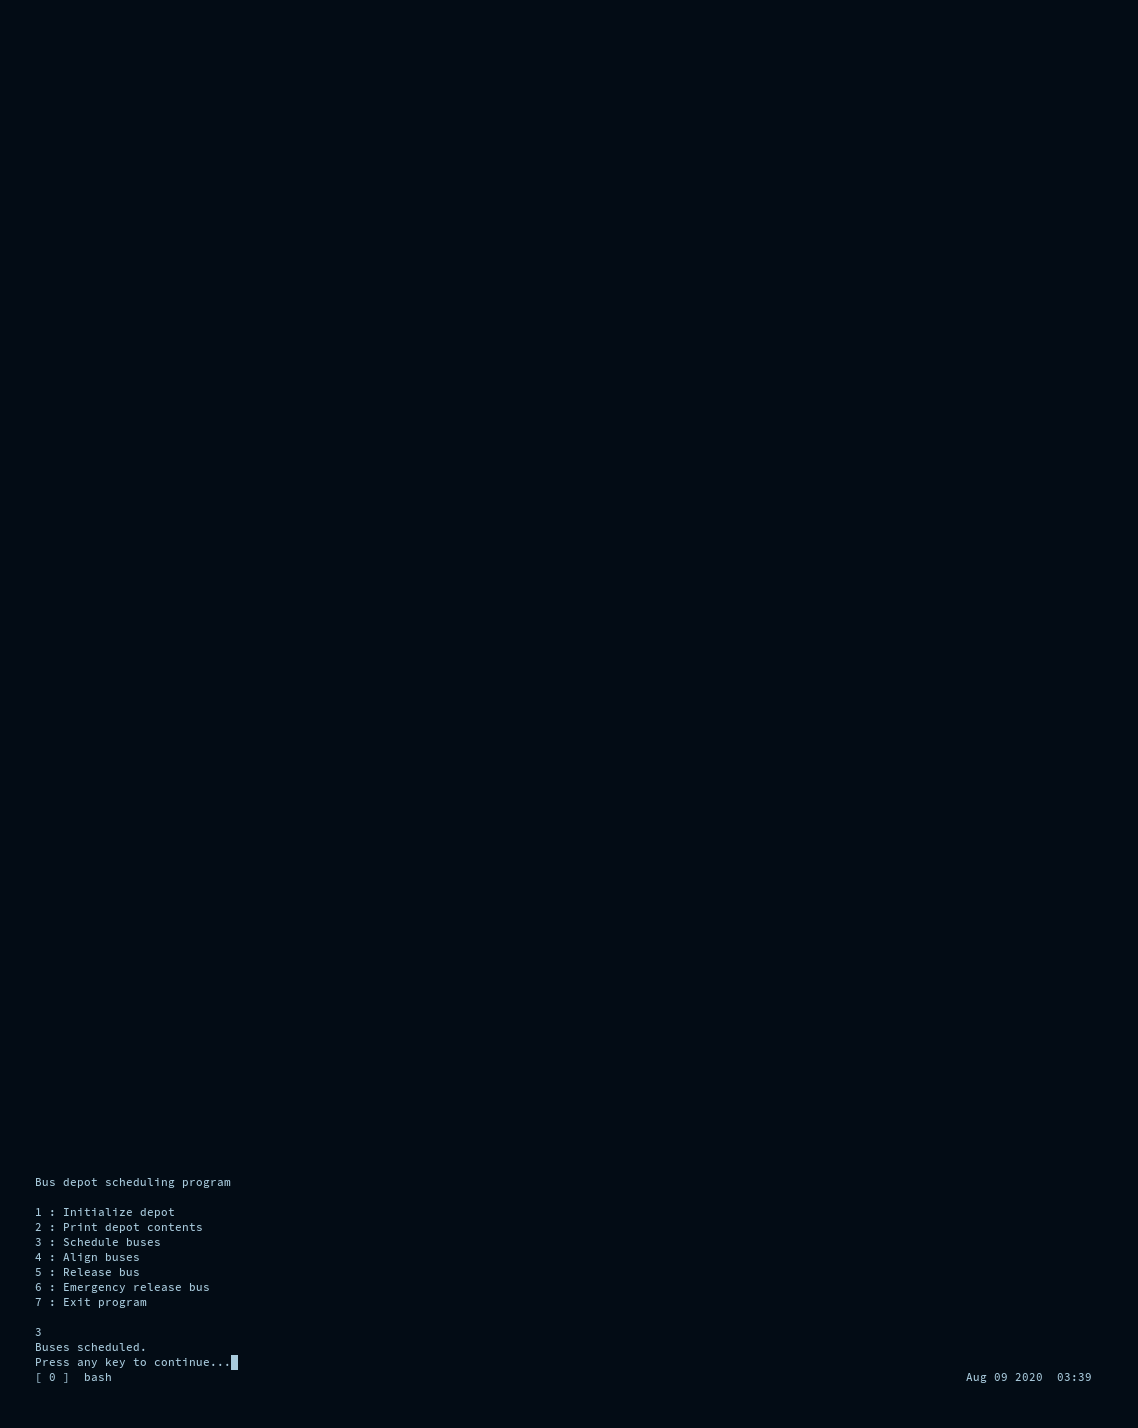 Bus depot scheduling program
1 : Initialize depot
2 : Print depot contents
3 : Schedule buses
4 : Align buses
5 : Release bus
6 : Emergency release bus
7 : Exit program
3
Buses scheduled.
Press any key to continue...
[ 0 ]  bash Aug 09 2020  03:39